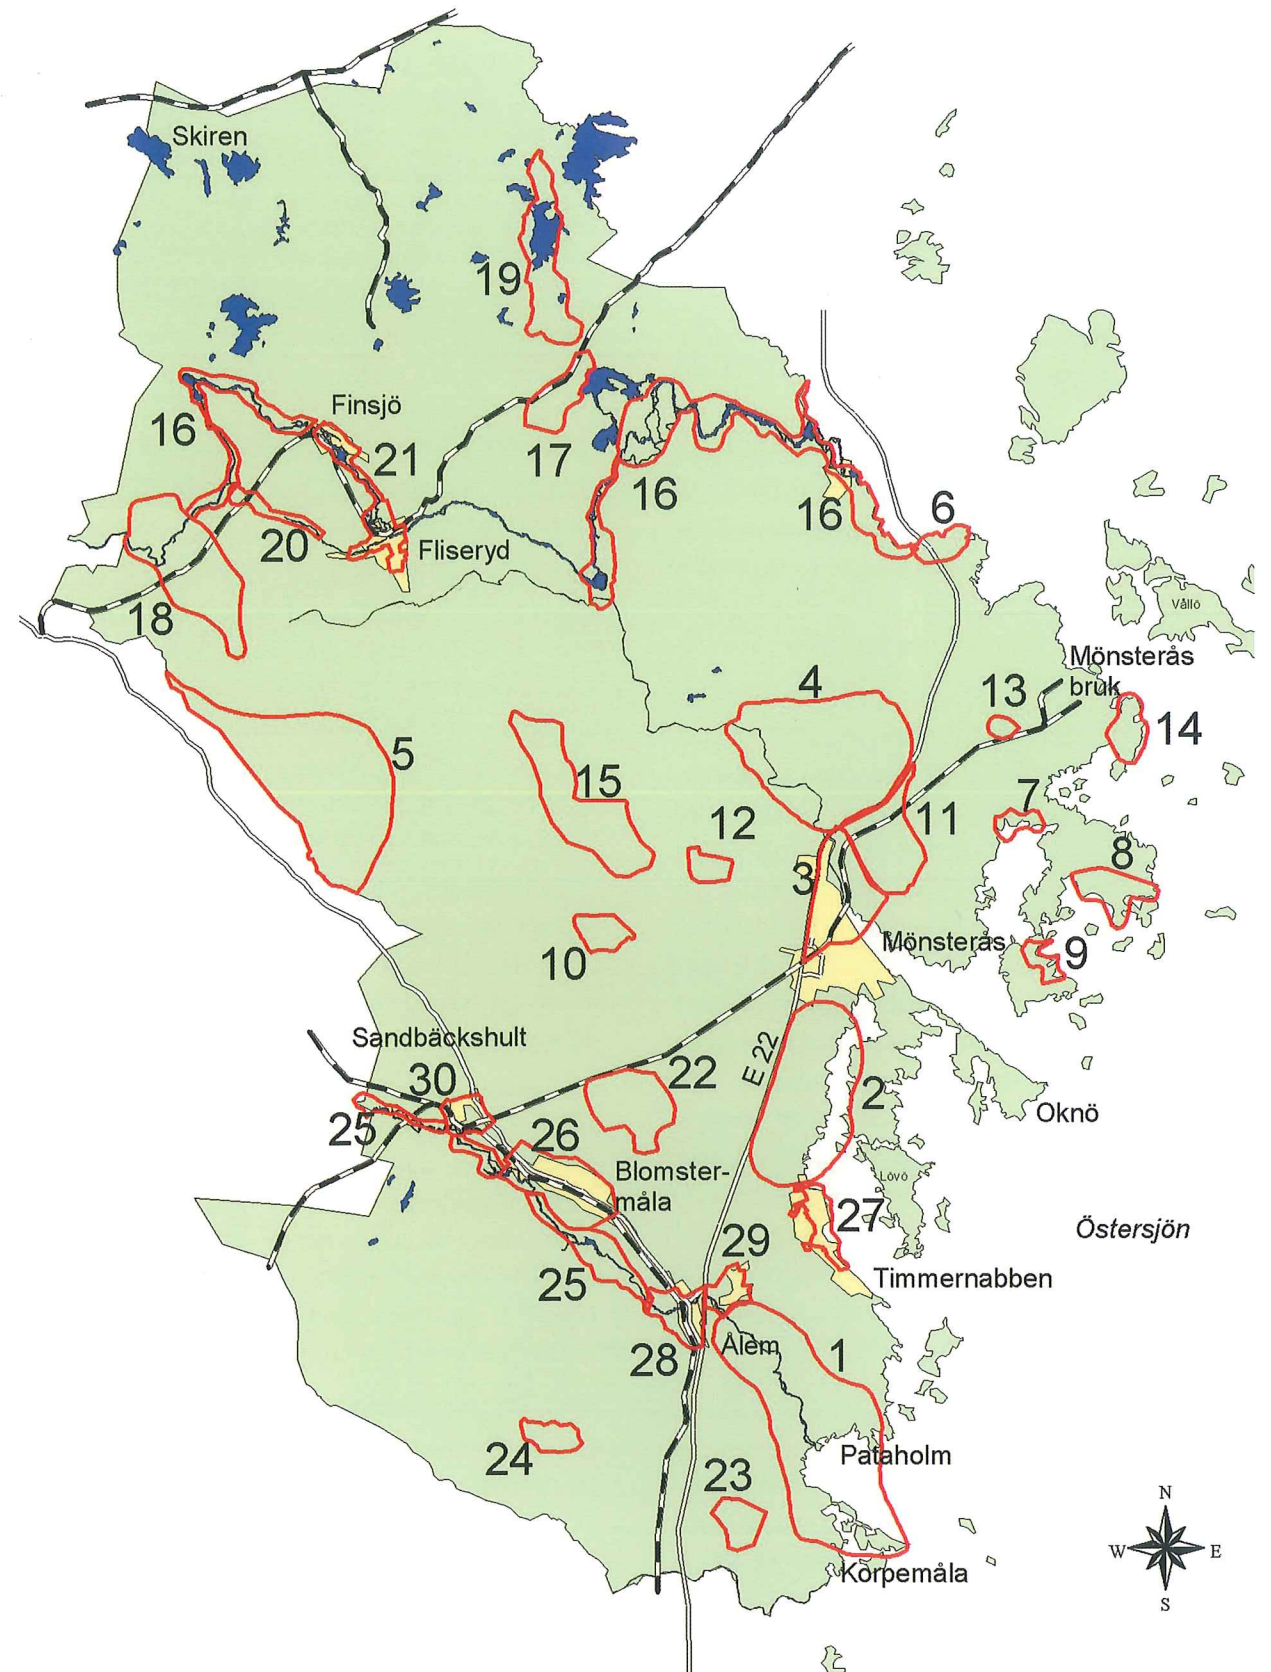 Skiren
19
Finsjö
16
21
17
16
16
6
20
Fliseryd
18
Vållö
Mönsterås
bruk
4
13
14
5
15
7
12
11
8
3
Mönsterås
10
9
Sandbäckshult
E 22
22
30
2
Oknö
25
26
Blomster-
måla
Lövö
27
Östersjön
29
25
Timmernabben
Ålem
1
28
Pataholm
24
23
N
W
E
S
Korpemåla